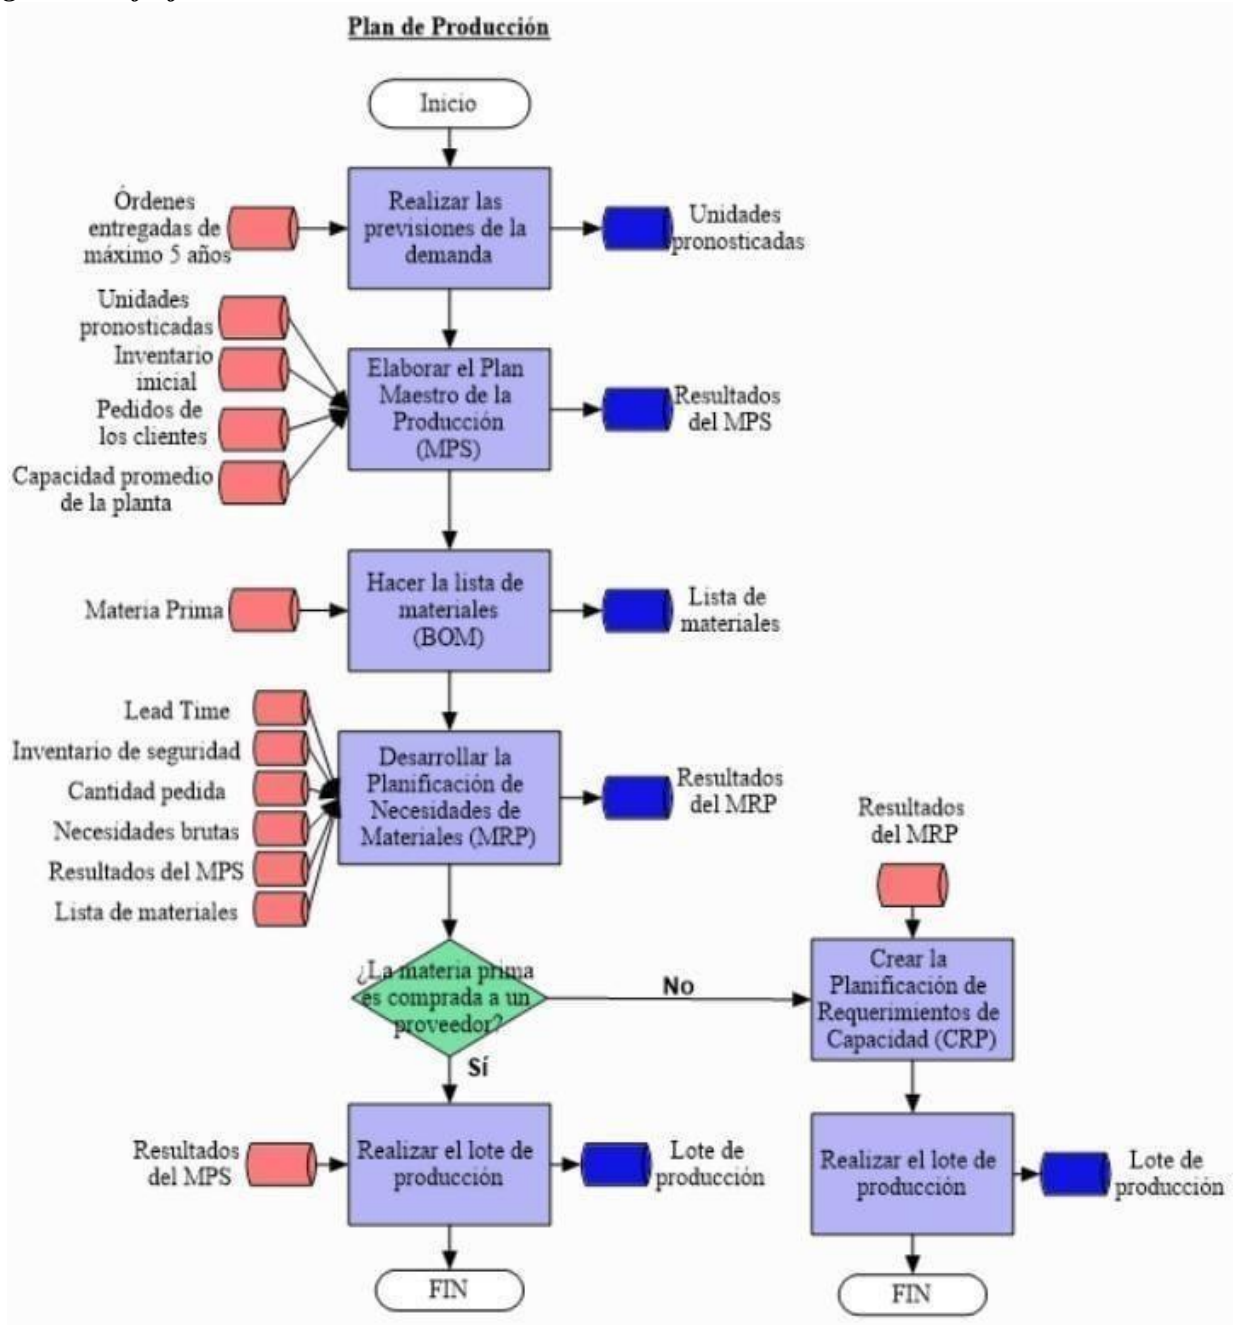 Plan de Producción
Inicio
Órdenes
entregadas de
máximo 5 años
Realizar las
previsiones de la
demanda
Unidades
pronosticadas
Unidades
pronosticadas
Inventario
inicial
Pedidos de
los clientes
Capacidad promedio
de la planta
Elaborar el Plan
Maestro de la
Producción
(MPS)
Resultados
del MPS
Materia Prima
Hacer la lista de
materiales
(BOM)
Lista de
materiales
Lead Time
Inventario de seguridad
Cantidad pedida
Necesidades brutas
Resultados del MPS
Lista de materiales
Desarrollar la
Planificación de
Necesidades de
Materiales (MRP)
Resultados
del MRP
Resultados
del MRP
¿La materia prima
es comprada a un
proveedor?
No
Sí
Crear la
Planificación de
Requerimientos de
Capacidad (CRP)
Resultados
del MPS
Realizar el lote de
producción
Lote de
producción
Realizar el lote de
producción
Lote de
producción
FIN
FIN